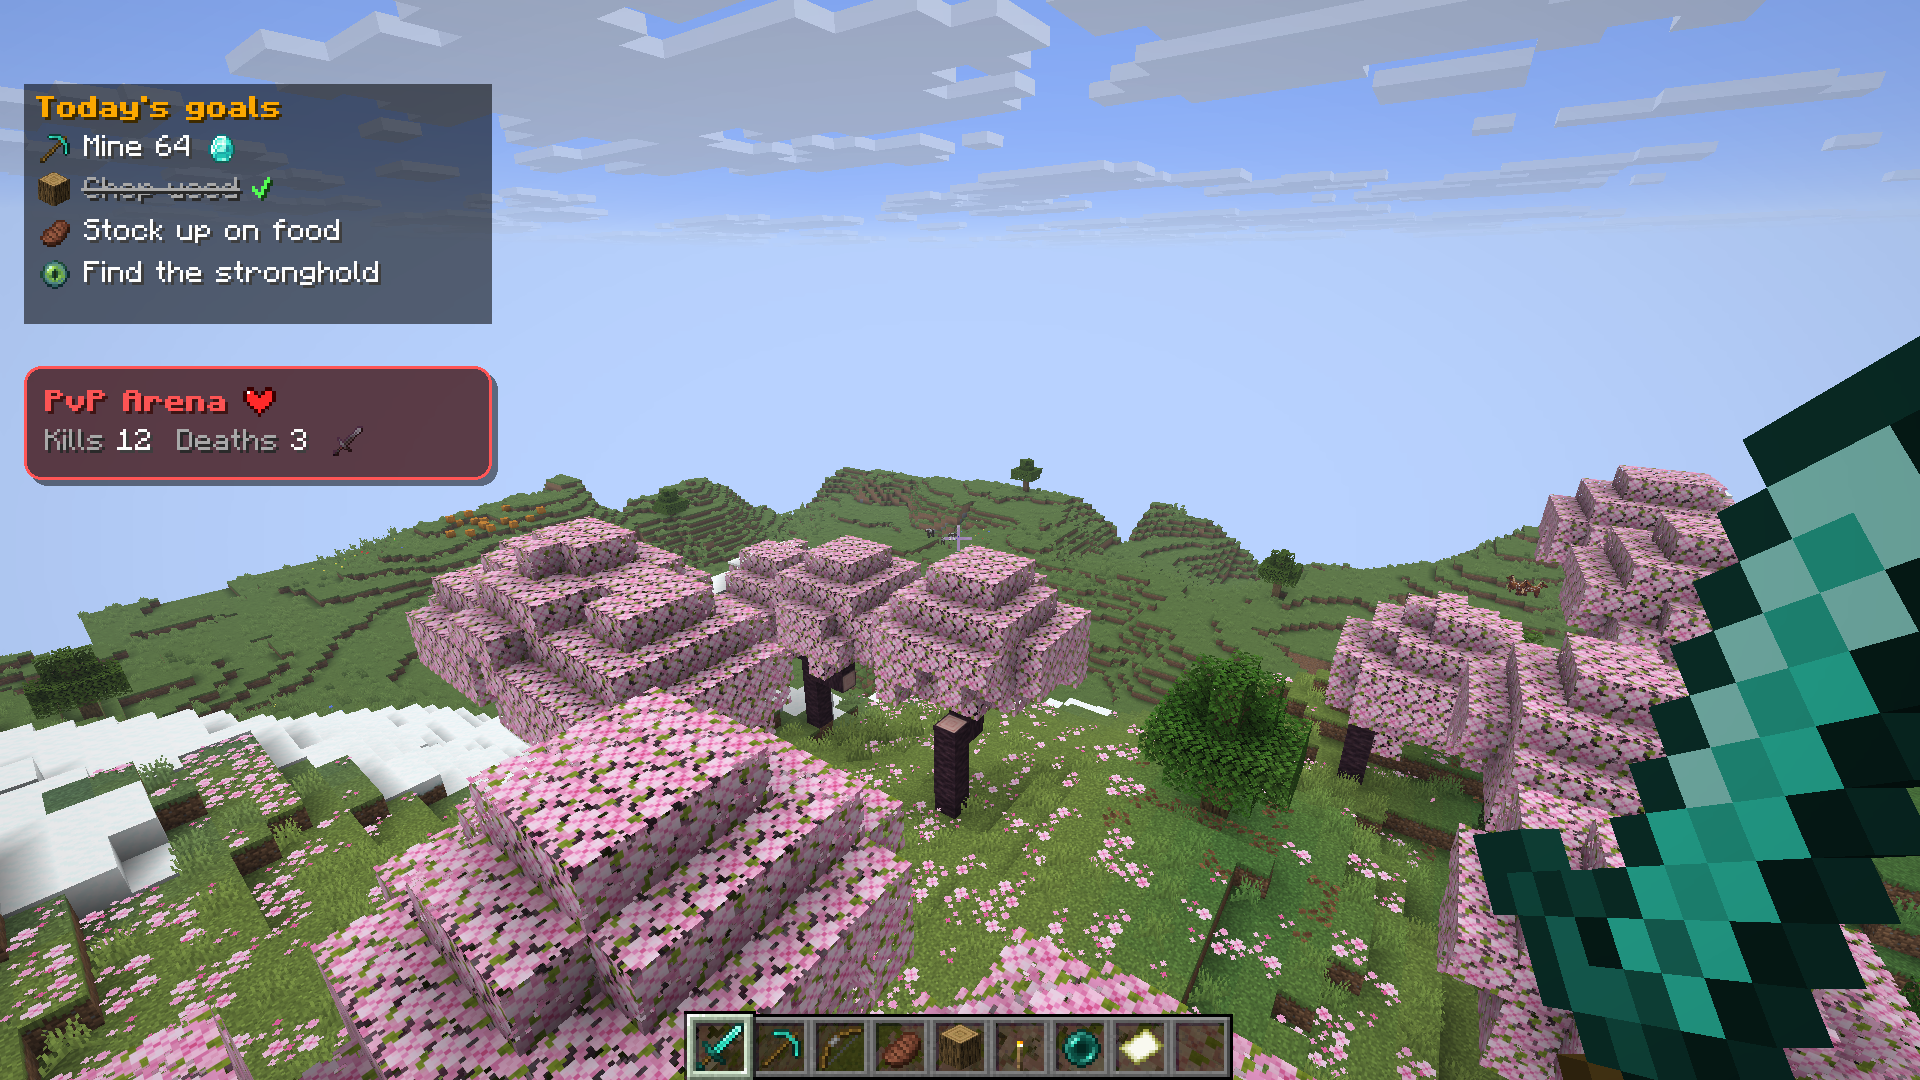 Today's goals
Mine 64
Chop wood
Stock up on food
Find the stronghold
PvP Arena
Kills 12 Deaths 3